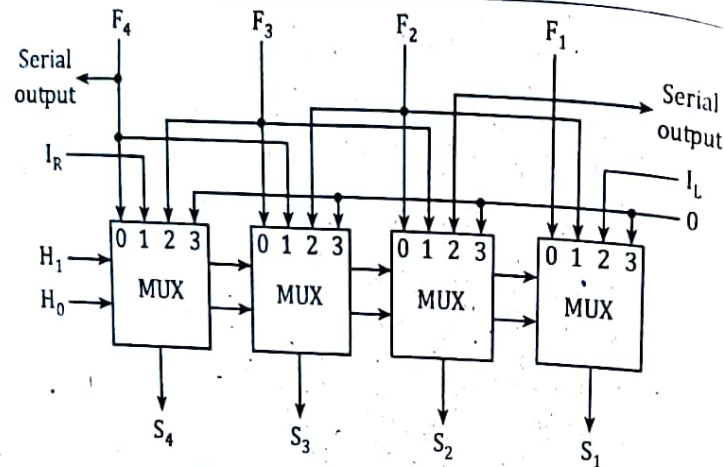 F4 F3 F2 F1
Serial output
Serial output
IR
IL
0
0 1 2 3 0 1 2 3 0 1 2 3 0 1 2 3
H1
MUX MUX MUX MUX
H0
S4 S3 S2 S1